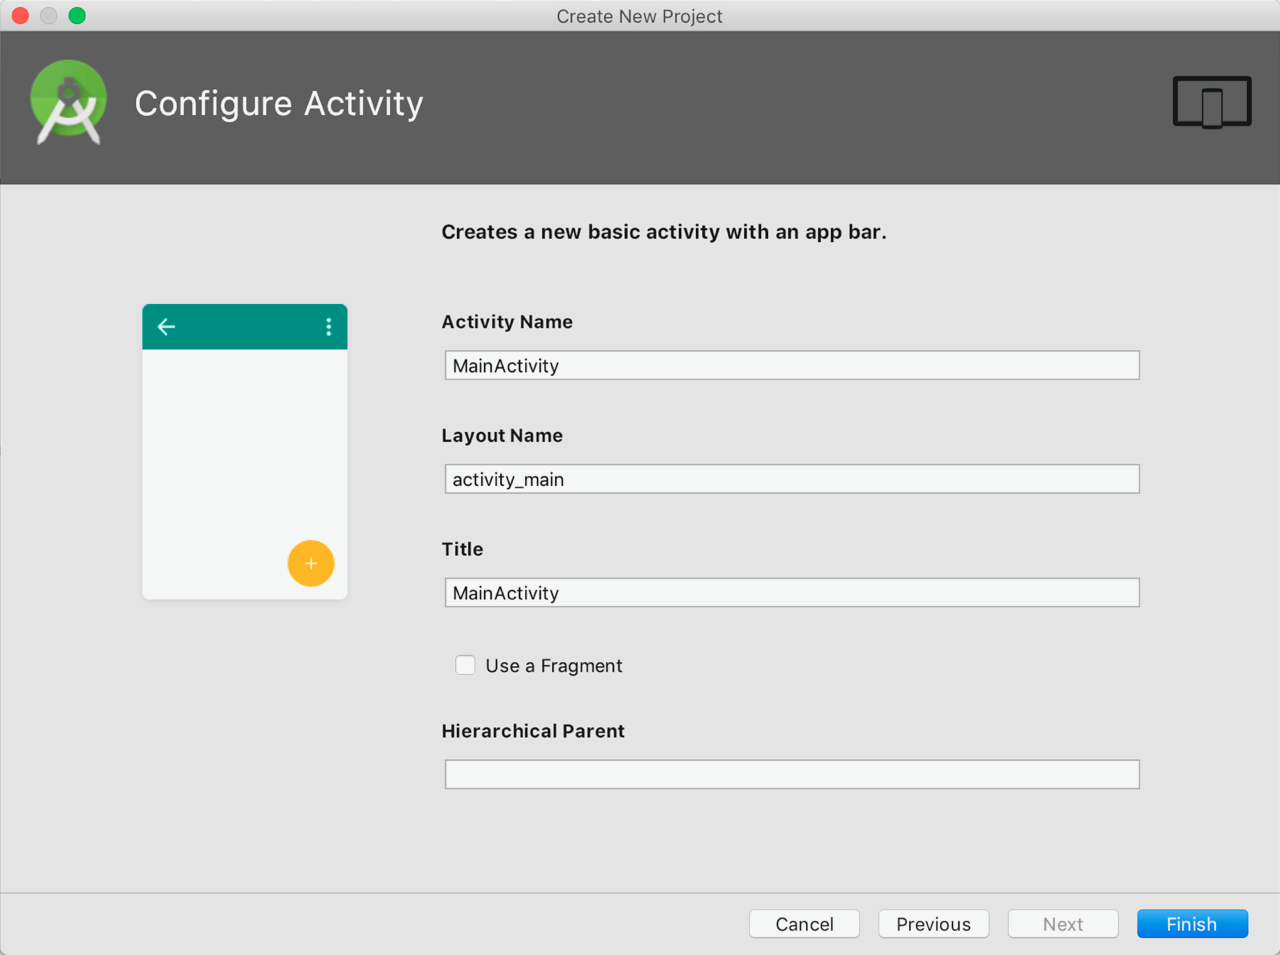 Create New Project
Configure Activity
Creates a new basic activity with an app bar.
Activity Name
MainActivity
Layout Name
activity_main
Title
MainActivity
Use a Fragment
Hierarchical Parent
Cancel Previous Next Finish